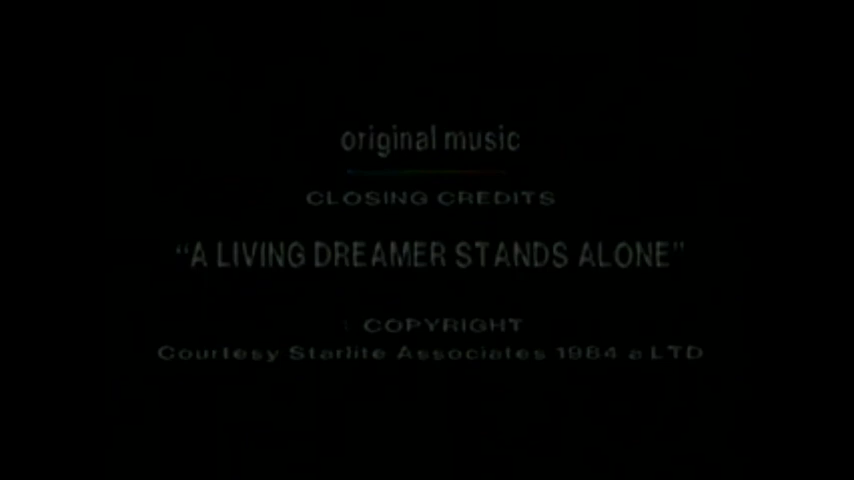 original music
CLOSING CREDITS
“A LIVING DREAMER STANDS ALONE”
COPYRIGHT
Courtesy Starlite Associates 1984 a LTD